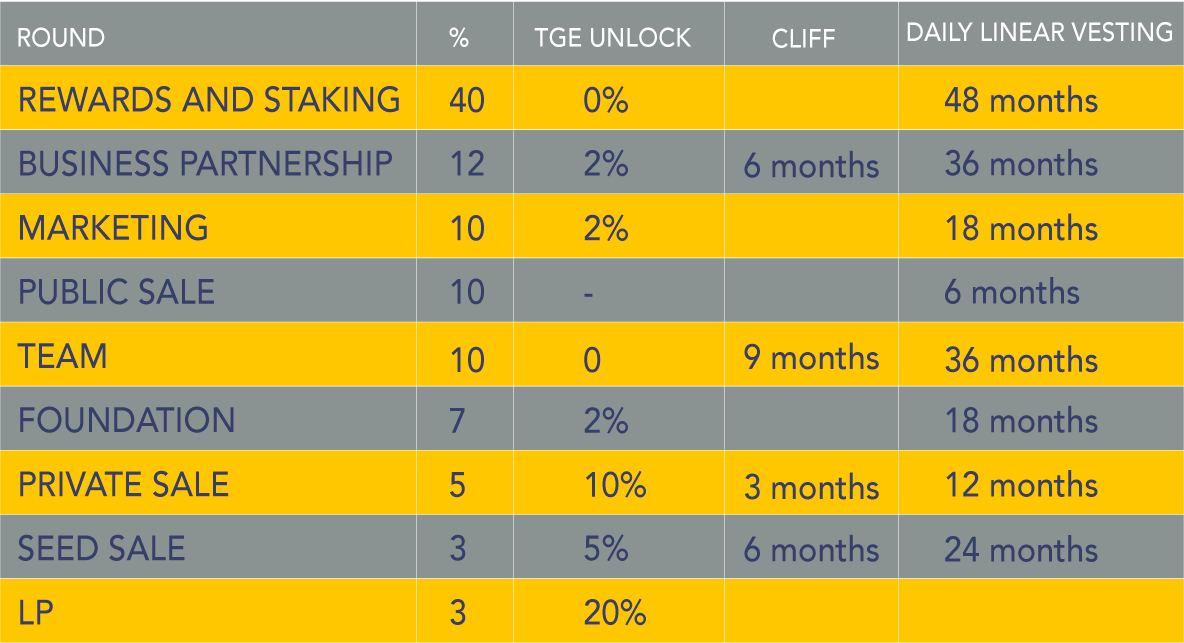 ROUND % TGE UNLOCK CLIFF DAILY LINEAR VESTING
REWARDS AND STAKING 40 0% 48 months
BUSINESS PARTNERSHIP 12 2% 6 months 36 months
MARKETING 10 2% 18 months
PUBLIC SALE 10 - 6 months
TEAM 10 0 9 months 36 months
FOUNDATION 7 2% 18 months
PRIVATE SALE 5 10% 3 months 12 months
SEED SALE 3 5% 6 months 24 months
LP 3 20%